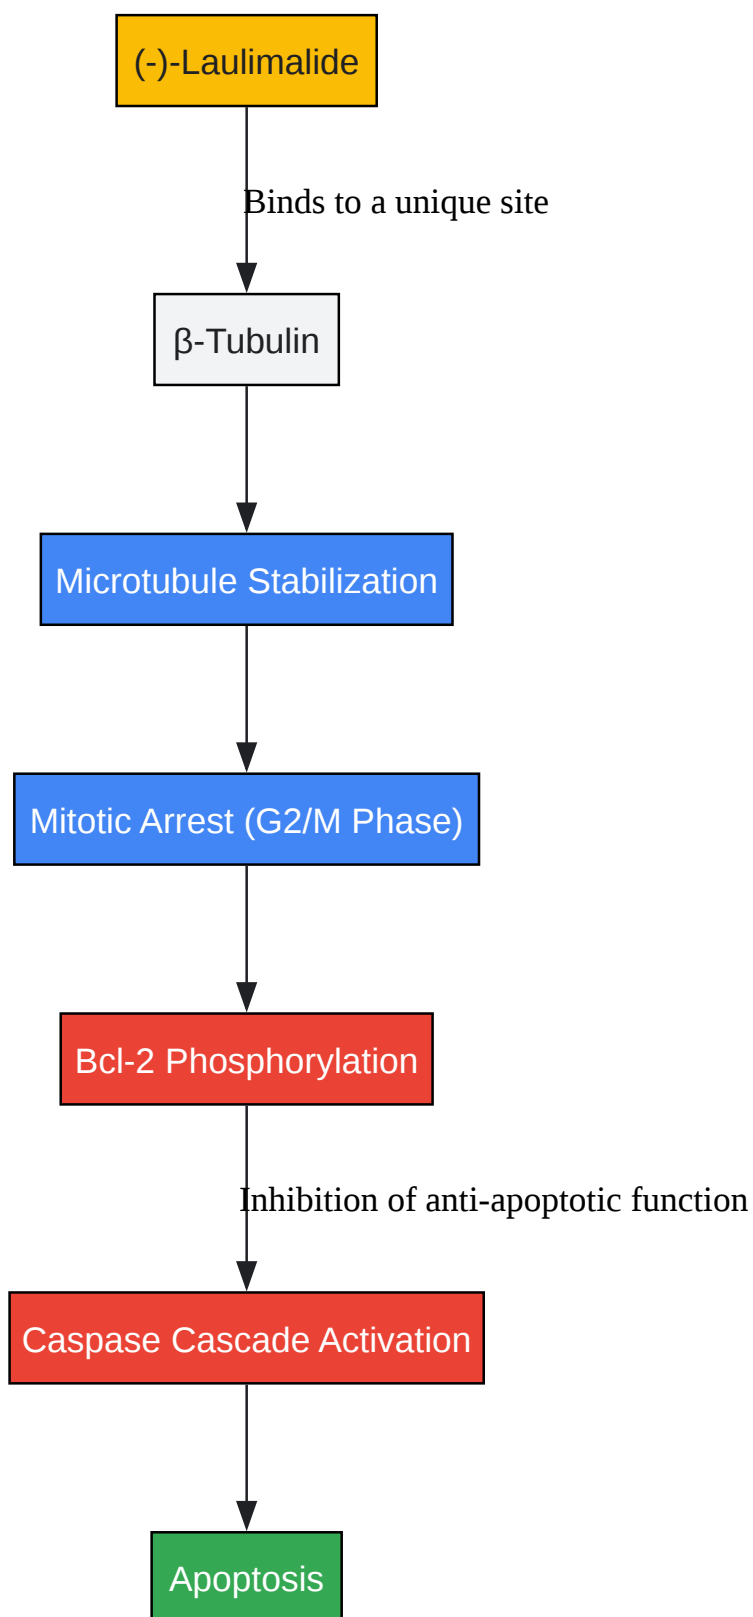 (-)-Laulimalide
Binds to a unique site
β-Tubulin
Microtubule Stabilization
Mitotic Arrest (G2/M Phase)
Bcl-2 Phosphorylation
Inhibition of anti-apoptotic function
Caspase Cascade Activation
Apoptosis